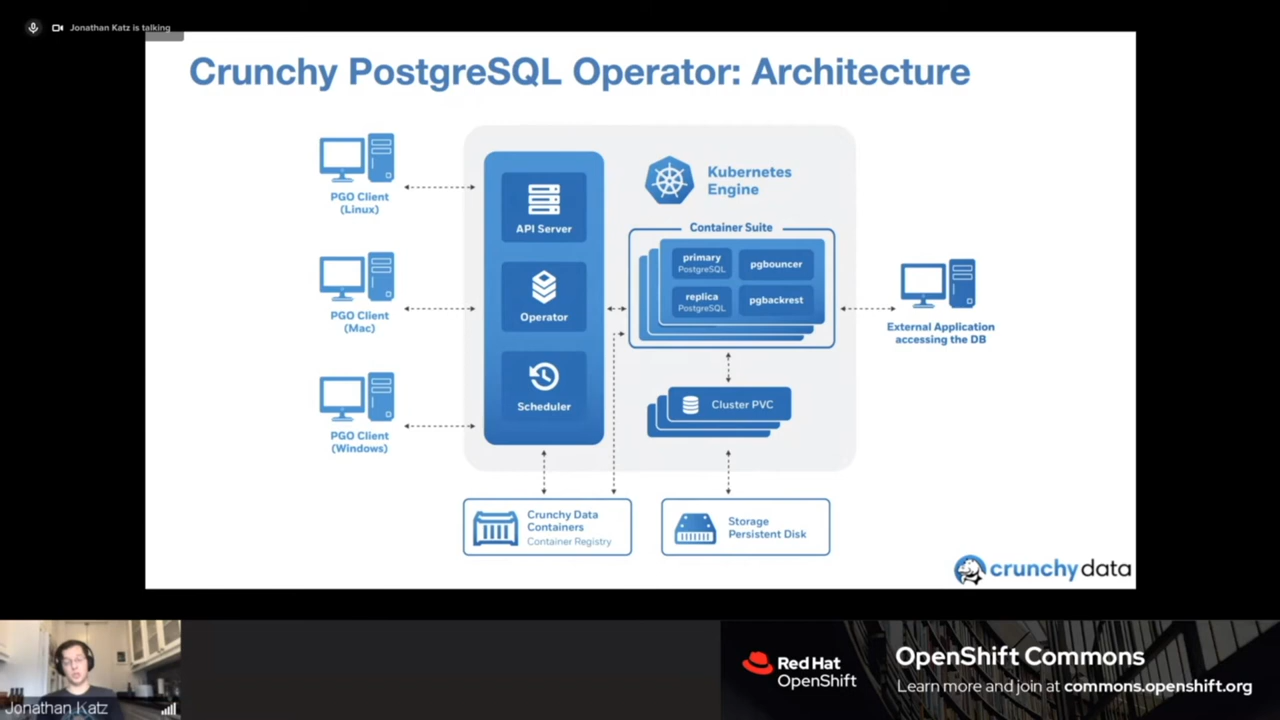 Jonathan Katz is talking
Crunchy PostgreSQL Operator: Architecture
PGO Client
(Linux)
PGO Client
(Mac)
PGO Client
(Windows)
API Server
Operator
Scheduler
Kubernetes
Engine
Container Suite
primary
PostgreSQL
pgbouncer
replica
PostgreSQL
pgbackrest
Cluster PVC
External Application
accessing the DB
Crunchy Data
Containers
Container Registry
Storage
Persistent Disk
crunchy data
Jonathan Katz
Red Hat
OpenShift
OpenShift Commons
Learn more and join at commons.openshift.org